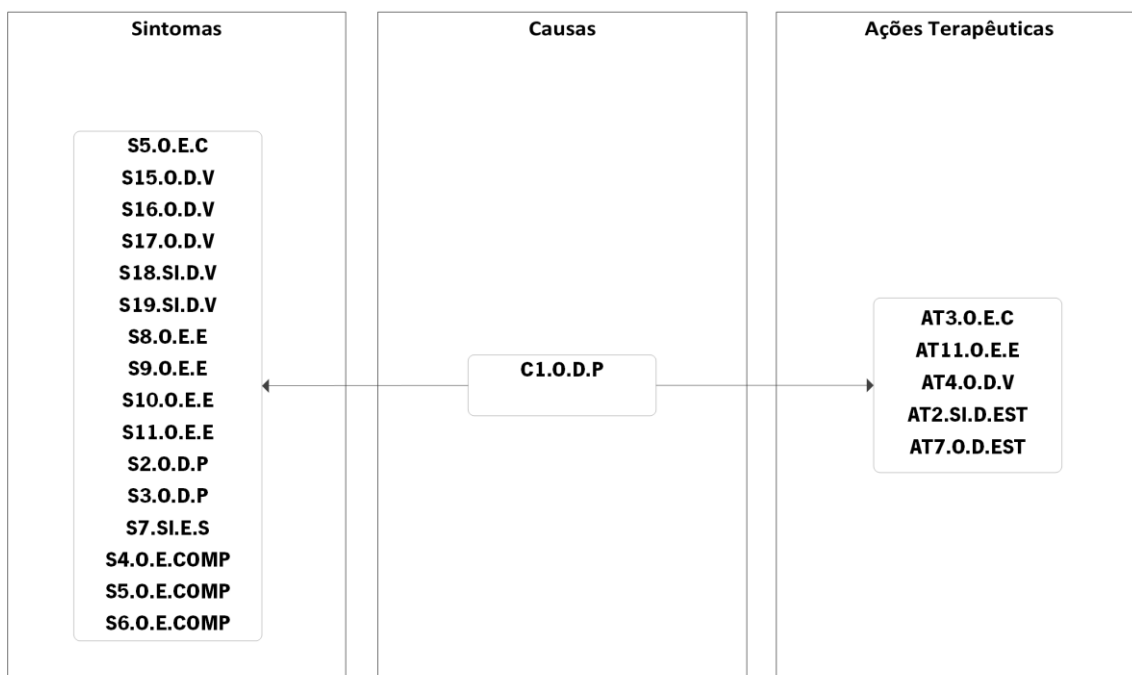 Sintomas
S5.O.E.C
S15.O.D.V
S16.O.D.V
S17.O.D.V
S18.SI.D.V
S19.SI.D.V
S8.O.E.E
S9.O.E.E
S10.O.E.E
S11.O.E.E
S2.O.D.P
S3.O.D.P
S7.SI.E.S
S4.O.E.COMP
S5.O.E.COMP
S6.O.E.COMP
Causas
C1.O.D.P
Ações Terapêuticas
AT3.O.E.C
AT11.O.E.E
AT4.O.D.V
AT2.SI.D.EST
AT7.O.D.EST